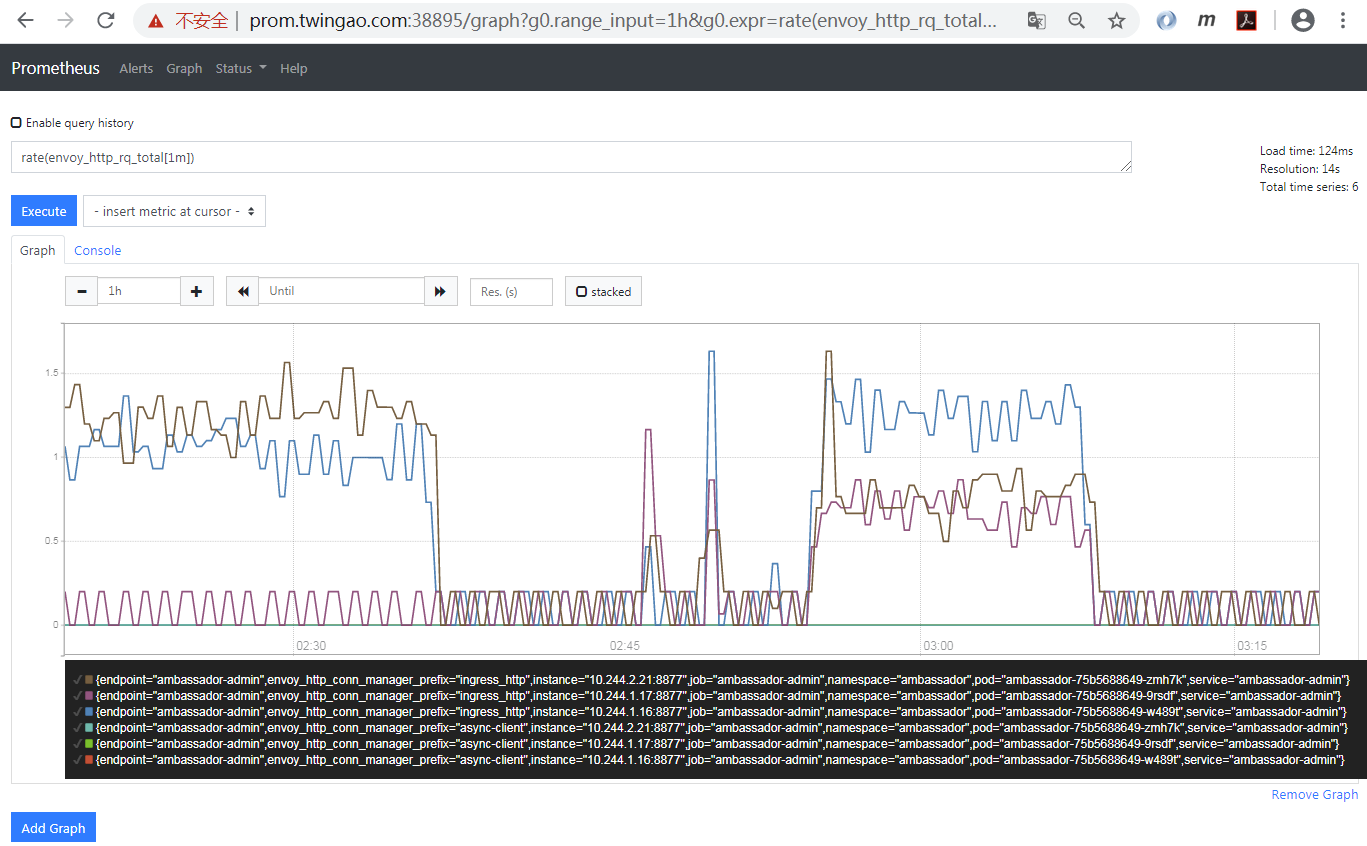 不安全 prom.twingao.com:38895/graph?g0.range_input=1h&g0.expr=rate(envoy_http_rq_total...
Prometheus Alerts Graph Status Help
Enable query history
rate(envoy_http_rq_total[1m])
Load time: 124ms
Resolution: 14s
Total time series: 6
Execute - insert metric at cursor -
Graph Console
1h Until Res. (s) stacked
1.5
1
0.5
0
02:30 02:45 03:00 03:15
{endpoint="ambassador-admin",envoy_http_conn_manager_prefix="ingress_http",instance="10.244.2.21:8877",job="ambassador-admin",namespace="ambassador",pod="ambassador-75b5688649-zmh7k",service="ambassador-admin"}
{endpoint="ambassador-admin",envoy_http_conn_manager_prefix="ingress_http",instance="10.244.1.17:8877",job="ambassador-admin",namespace="ambassador",pod="ambassador-75b5688649-9rsdf",service="ambassador-admin"}
{endpoint="ambassador-admin",envoy_http_conn_manager_prefix="ingress_http",instance="10.244.1.16:8877",job="ambassador-admin",namespace="ambassador",pod="ambassador-75b5688649-w489t",service="ambassador-admin"}
{endpoint="ambassador-admin",envoy_http_conn_manager_prefix="async-client",instance="10.244.2.21:8877",job="ambassador-admin",namespace="ambassador",pod="ambassador-75b5688649-zmh7k",service="ambassador-admin"}
{endpoint="ambassador-admin",envoy_http_conn_manager_prefix="async-client",instance="10.244.1.17:8877",job="ambassador-admin",namespace="ambassador",pod="ambassador-75b5688649-9rsdf",service="ambassador-admin"}
{endpoint="ambassador-admin",envoy_http_conn_manager_prefix="async-client",instance="10.244.1.16:8877",job="ambassador-admin",namespace="ambassador",pod="ambassador-75b5688649-w489t",service="ambassador-admin"}
Remove Graph
Add Graph